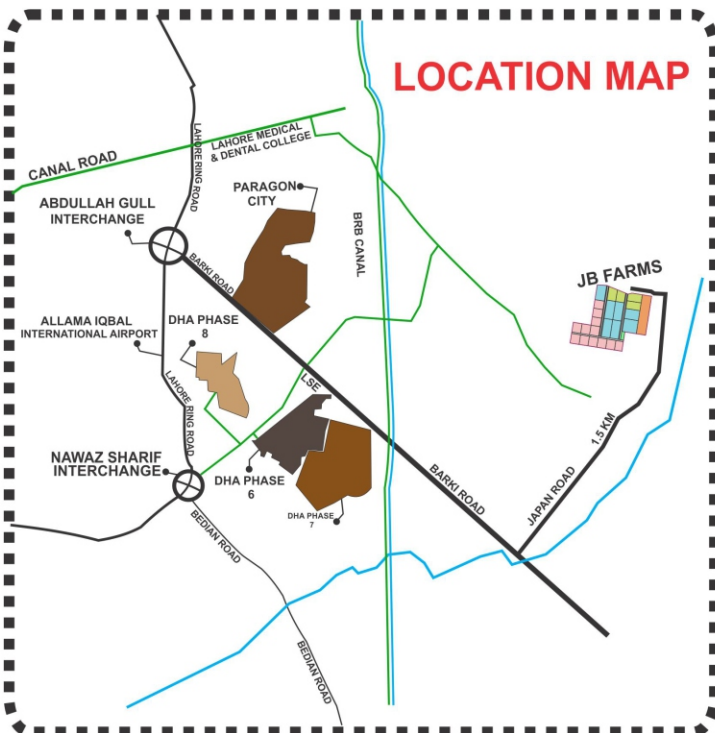 LOCATION MAP
CANAL ROAD
LAHORE RING ROAD
LAHORE MEDICAL
& DENTAL COLLEGE
PARAGON
CITY
ABDULLAH GULL
INTERCHANGE
BARKI ROAD
BRB CANAL
JB FARMS
ALLAMA IQBAL
INTERNATIONAL AIRPORT
DHA PHASE
8
LAHORE RING ROAD
LSE
NAWAZ SHARIF
INTERCHANGE
DHA PHASE
6
DHA PHASE
7
BARKI ROAD
JAPAN ROAD
1.5 KM
BEDIAN ROAD
BEDIAN ROAD